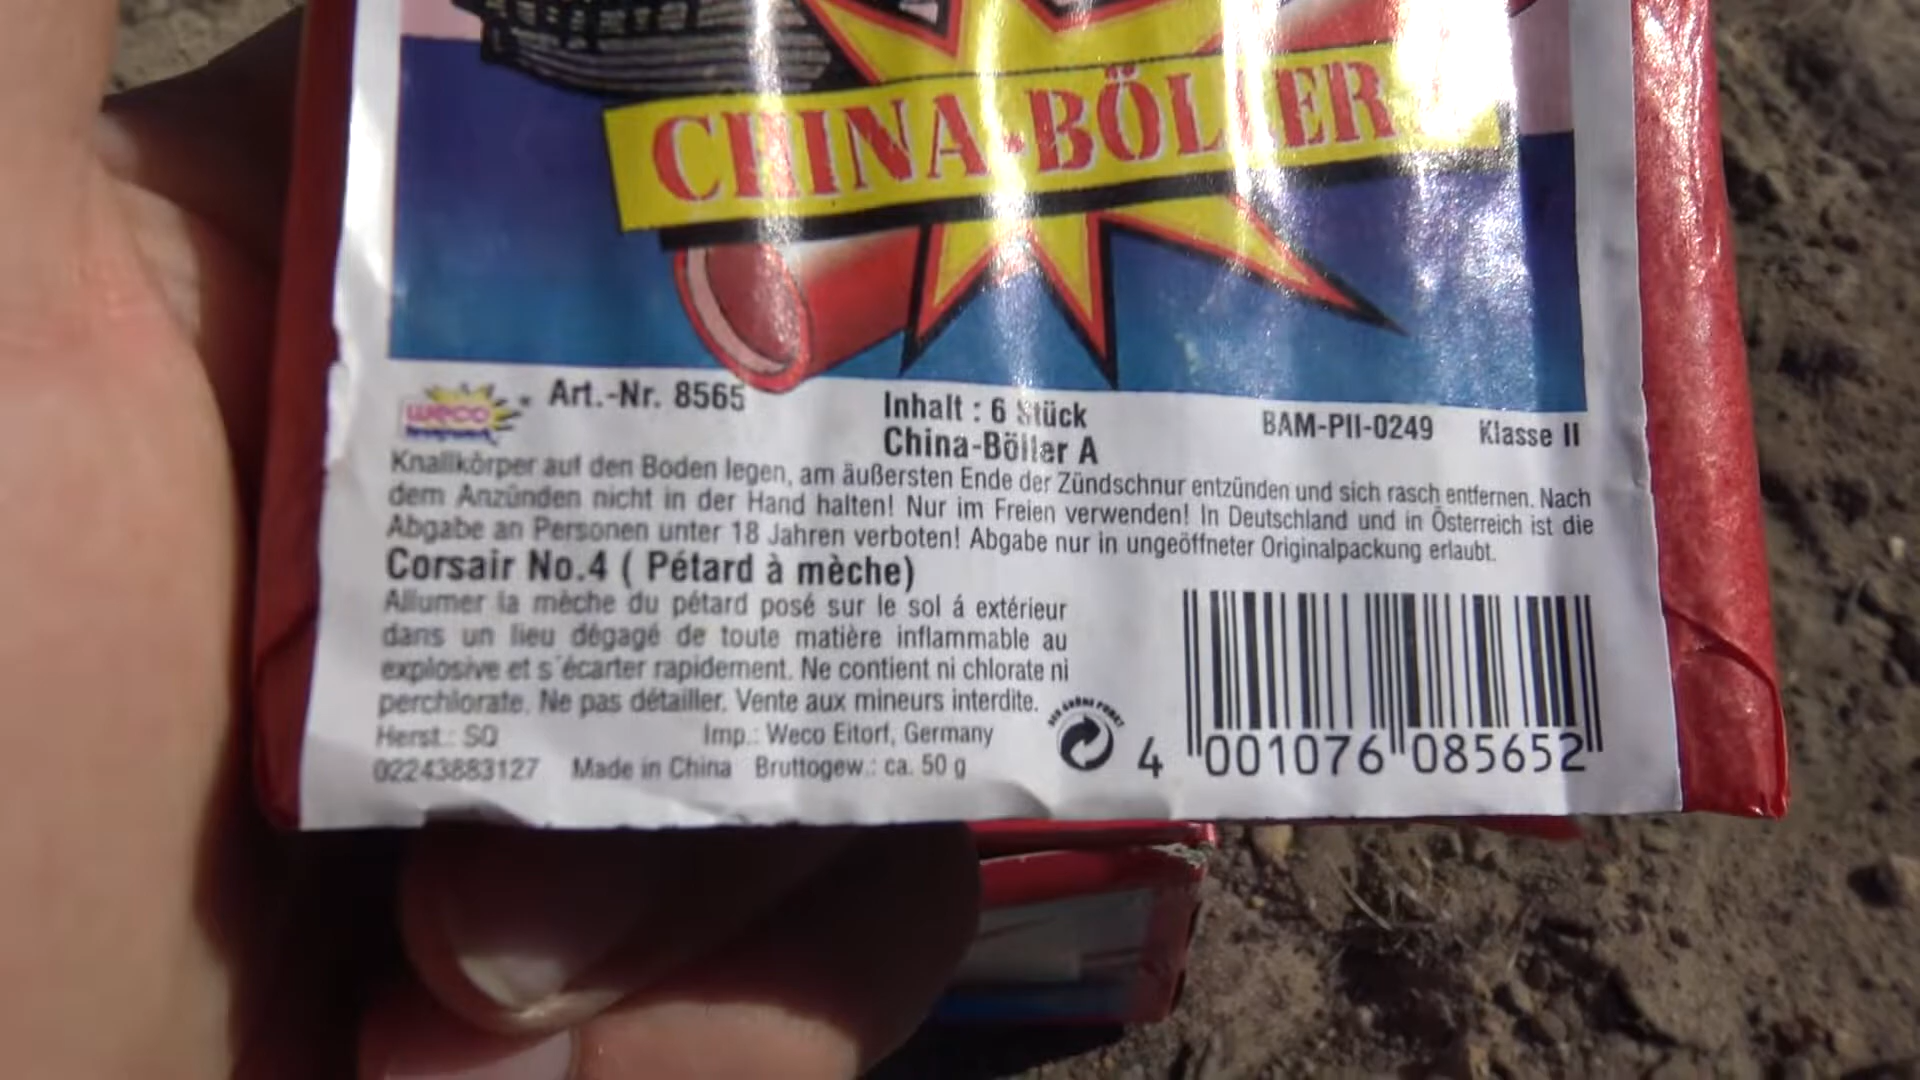 CHINA-BÖLLER
weco
Art.-Nr. 8565
Inhalt : 6 Stück
China-Böller A
BAM-PII-0249 Klasse II
Knallkörper auf den Boden legen, am äußersten Ende der Zündschnur entzünden und sich rasch entfernen. Nach
dem Anzünden nicht in der Hand halten! Nur im Freien verwenden! In Deutschland und in Österreich ist die
Abgabe an Personen unter 18 Jahren verboten! Abgabe nur in ungeöffneter Originalpackung erlaubt.
Corsair No.4 ( Pétard à mèche)
Allumer la mèche du pétard posé sur le sol á extérieur
dans un lieu dégagé de toute matière inflammable au
explosive et s´écarter rapidement. Ne contient ni chlorate ni
perchlorate. Ne pas détailler. Vente aux mineurs interdite.
Herst.: SQ Imp.: Weco Eitorf, Germany
02243883127 Made in China Bruttogew.: ca. 50 g
DER GRÜNE PUNKT
4 001076 085652